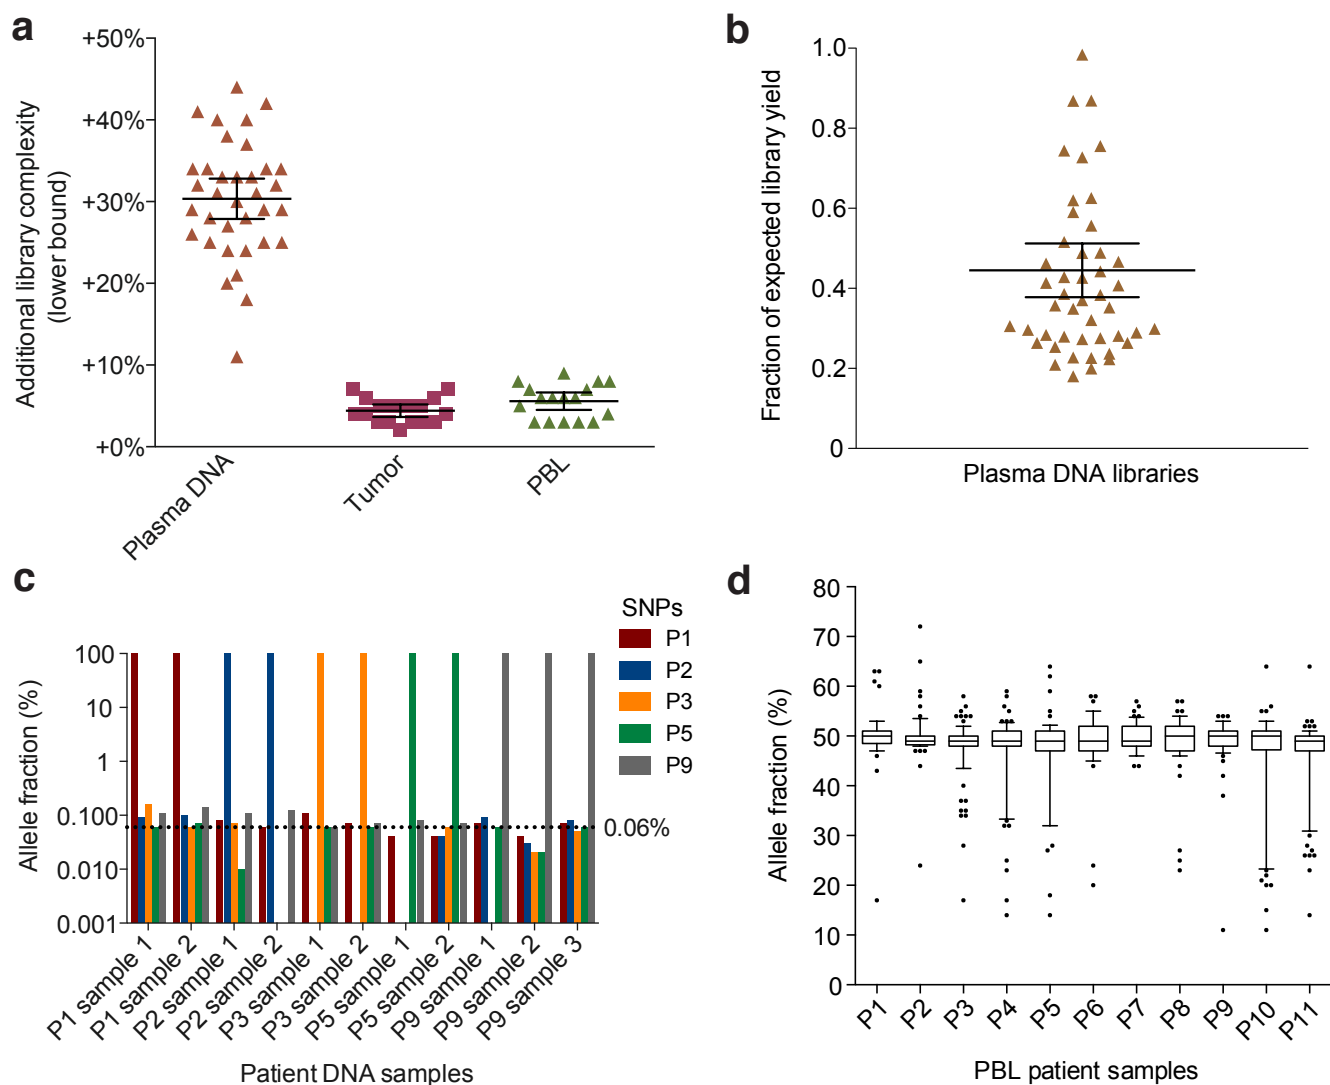 a
+50%
+40%
+30%
+20%
+10%
+0%
Additional library complexity
(lower bound)
Plasma DNA
Tumor
PBL
b
1.0
0.8
0.6
0.4
0.2
0
Fraction of expected library yield
Plasma DNA libraries
c
SNPs
P1
P2
P3
P5
P9
100
10
1
0.100
0.010
0.001
Allele fraction (%)
0.06%
P1 sample 1
P1 sample 2
P2 sample 1
P2 sample 2
P3 sample 1
P3 sample 2
P5 sample 1
P5 sample 2
P9 sample 1
P9 sample 2
P9 sample 3
Patient DNA samples
d
80
70
60
50
40
30
20
10
0
Allele fraction (%)
P1
P2
P3
P4
P5
P6
P7
P8
P9
P10
P11
PBL patient samples